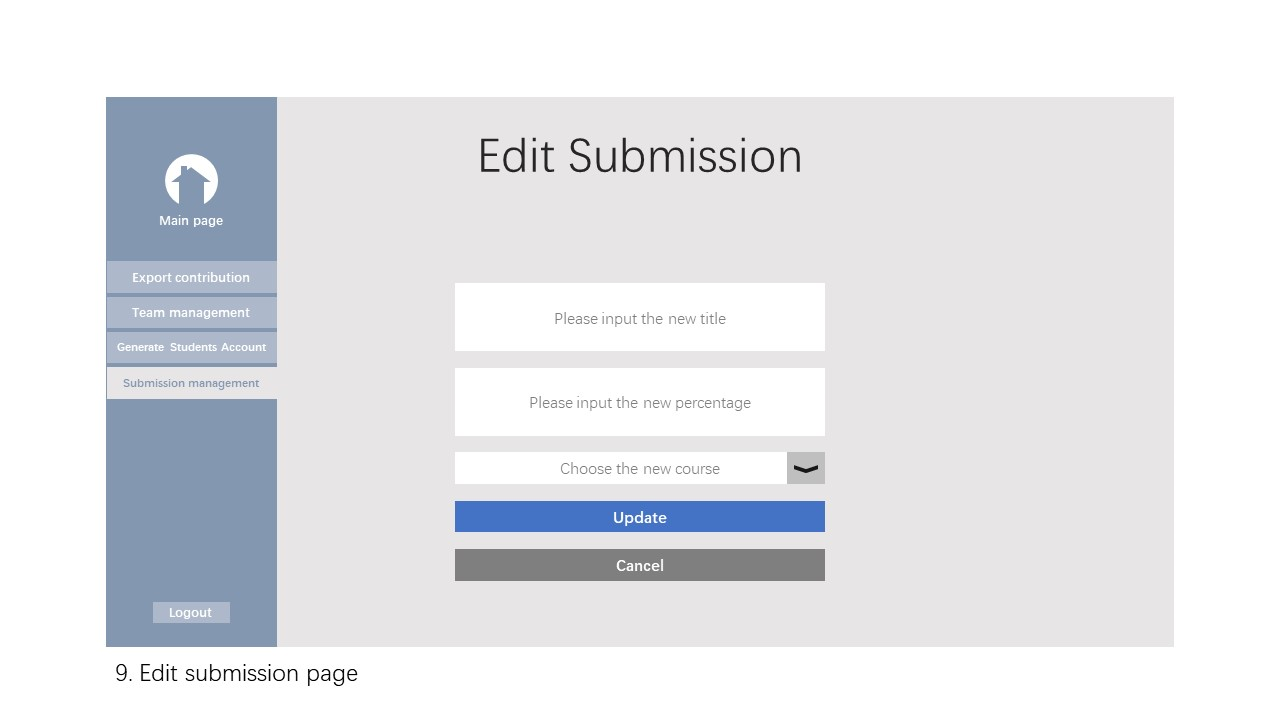 Edit Submission
Main page
Export contribution
Team management
Generate Students Account
Submission management
Please input the new title
Please input the new percentage
Choose the new course
Update
Cancel
Logout
9. Edit submission page